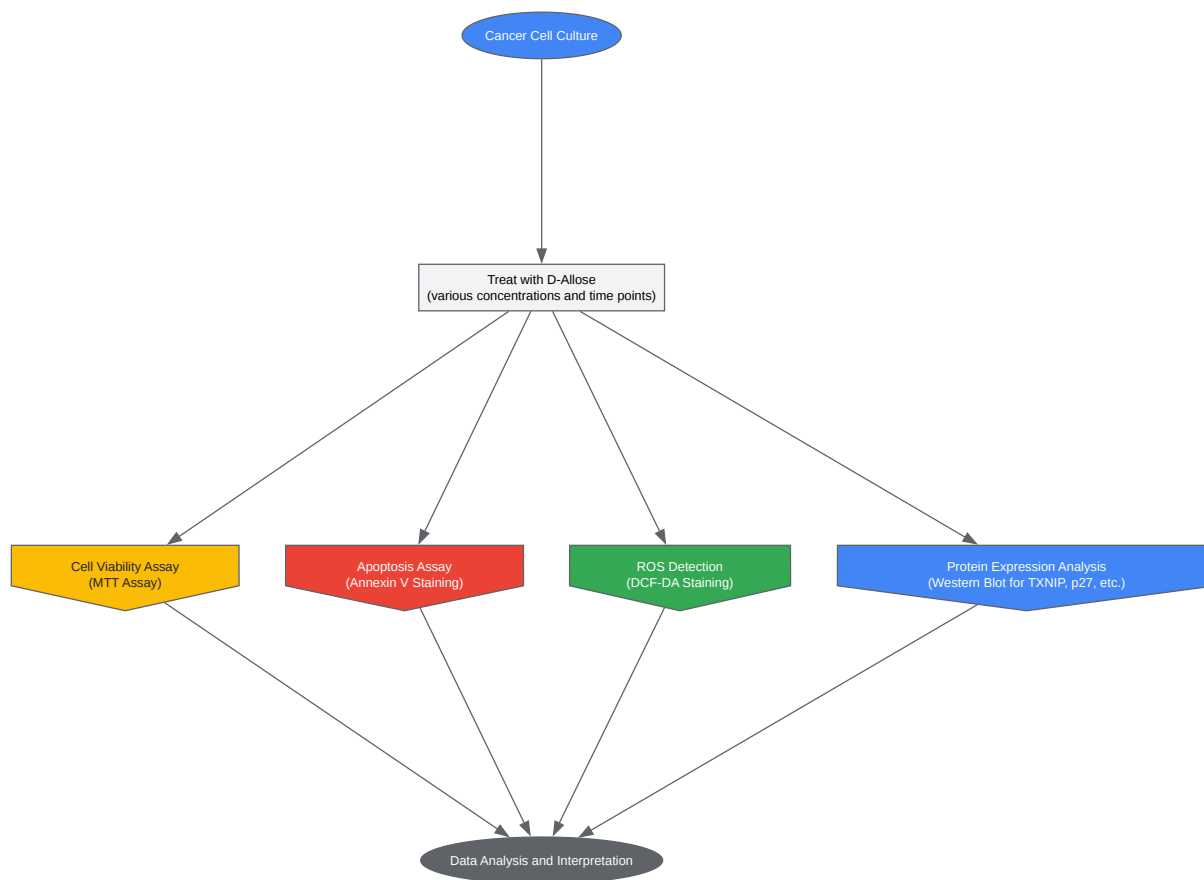 Cancer Cell Culture
Treat with D-Allose
(various concentrations and time points)
Cell Viability Assay
(MTT Assay)
Apoptosis Assay
(Annexin V Staining)
ROS Detection
(DCF-DA Staining)
Protein Expression Analysis
(Western Blot for TXNIP, p27, etc.)
Data Analysis and Interpretation